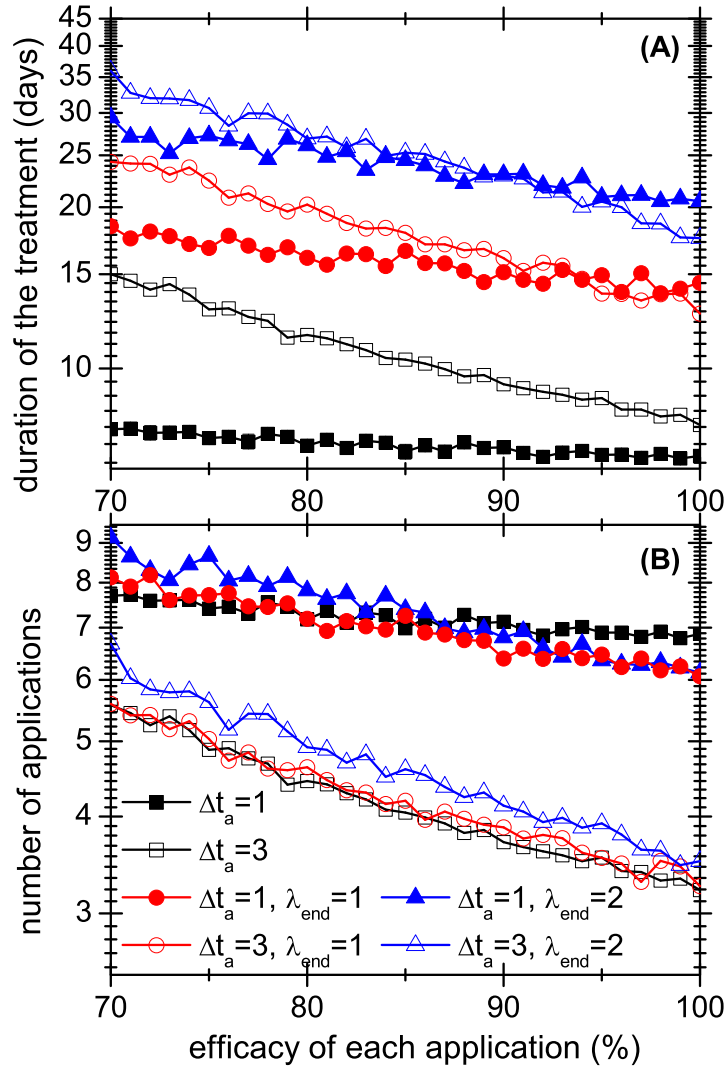 45
(A)
35
30
25
20
15
10
duration of the treatment (days)
70 80 90 100
9
(B)
8
7
6
5
4
3
number of applications
Δt_a=1
Δt_a=3
Δt_a=1, λ_end=1
Δt_a=1, λ_end=2
Δt_a=3, λ_end=1
Δt_a=3, λ_end=2
70 80 90 100
efficacy of each application (%)